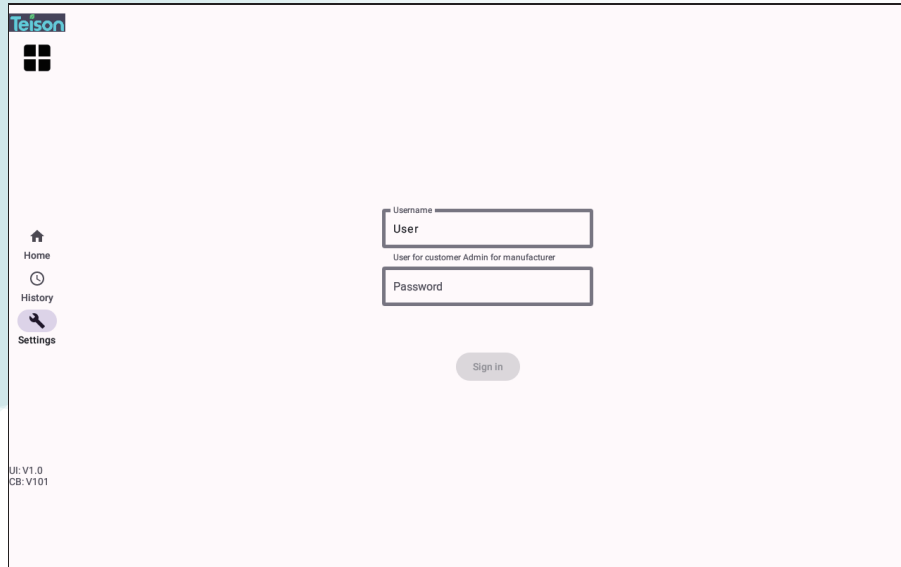 Teison
Home
History
Settings
UI: V1.0
CB: V101
Username
User
User for customer Admin for manufacturer
Password
Sign in